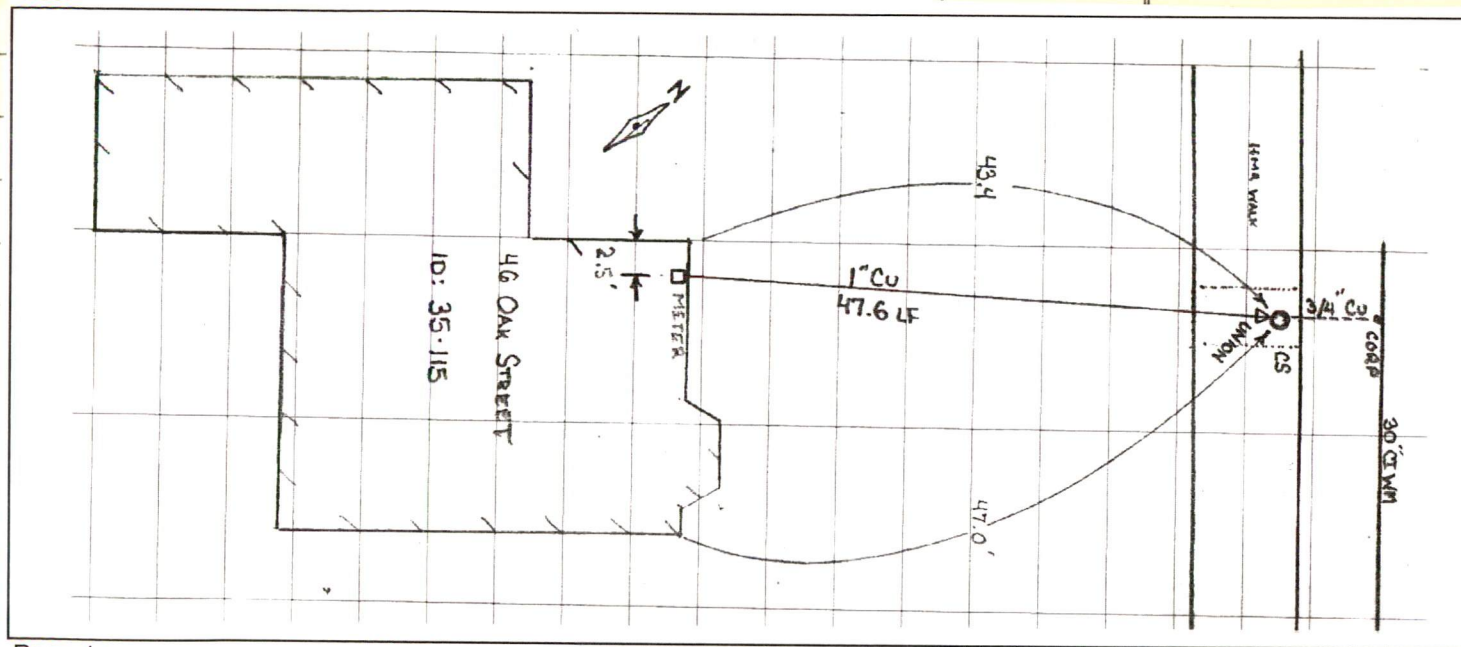 N
43.4
HMA WALK
2.5'
1" Cu
47.6 LF
METER
46 OAK STREET
ID: 35-115
3/4" Cu
CORP
UNION
CS
30" CI WM
47.0'